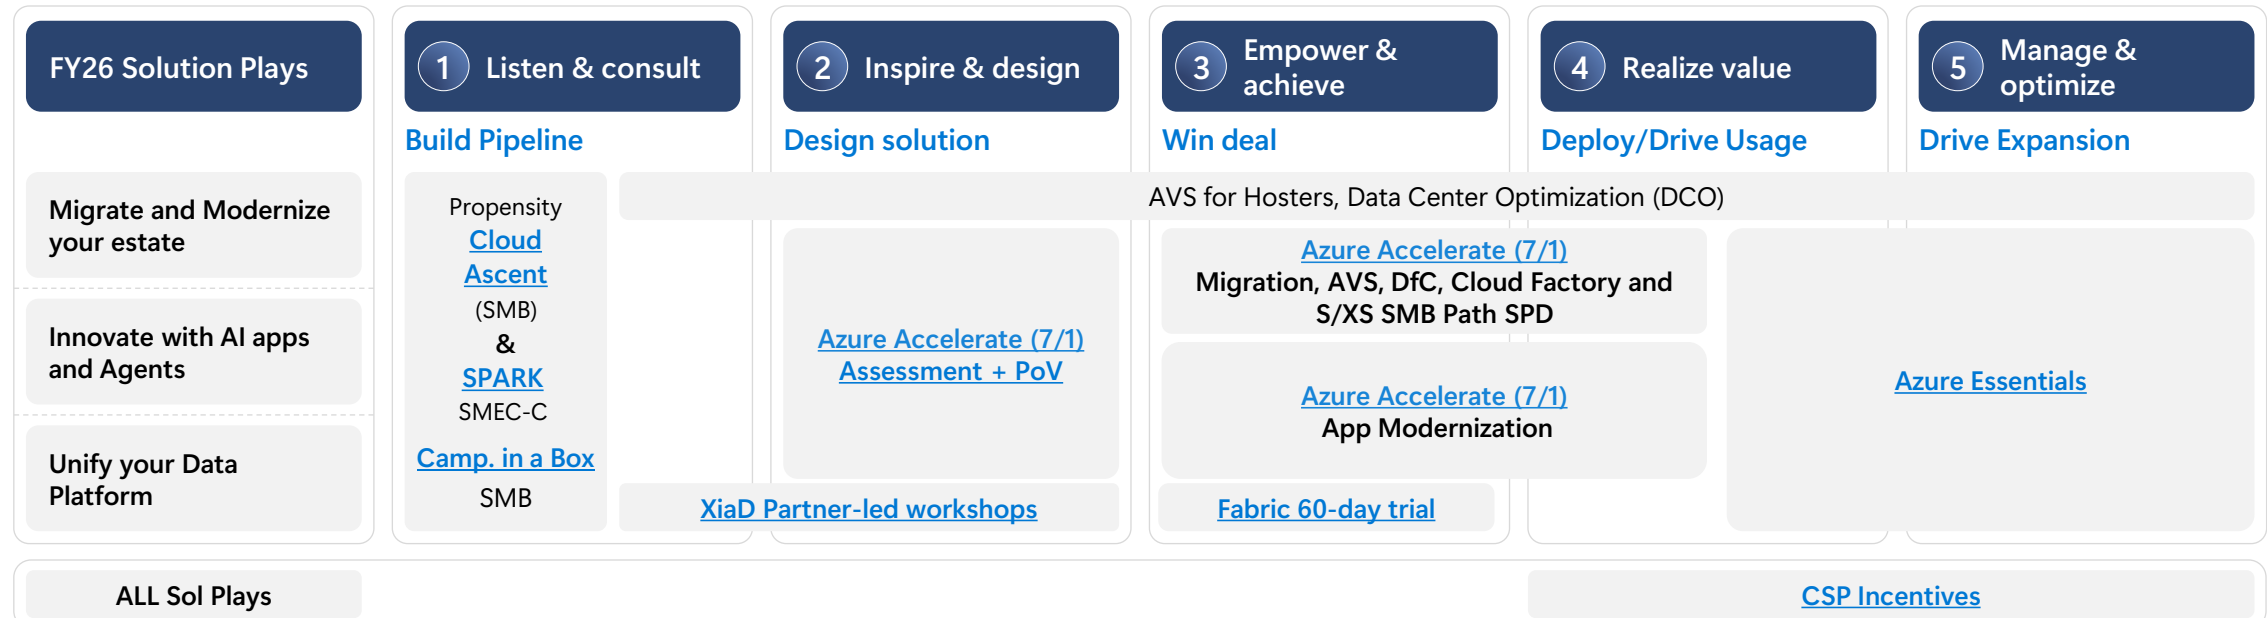 FY26 Solution Plays
1 Listen & consult
2 Inspire & design
3 Empower &
achieve
4 Realize value
5 Manage &
optimize
Build Pipeline
Design solution
Win deal
Deploy/Drive Usage
Drive Expansion
Migrate and Modernize
your estate
Innovate with AI apps
and Agents
Unify your Data
Platform
Propensity
Cloud
Ascent
(SMB)
&
SPARK
SMEC-C
Camp. in a Box
SMB
AVS for Hosters, Data Center Optimization (DCO)
Azure Accelerate (7/1)
Assessment + PoV
Azure Accelerate (7/1)
Migration, AVS, DfC, Cloud Factory and
S/XS SMB Path SPD
Azure Accelerate (7/1)
App Modernization
Azure Essentials
XiaD Partner-led workshops
Fabric 60-day trial
ALL Sol Plays
CSP Incentives